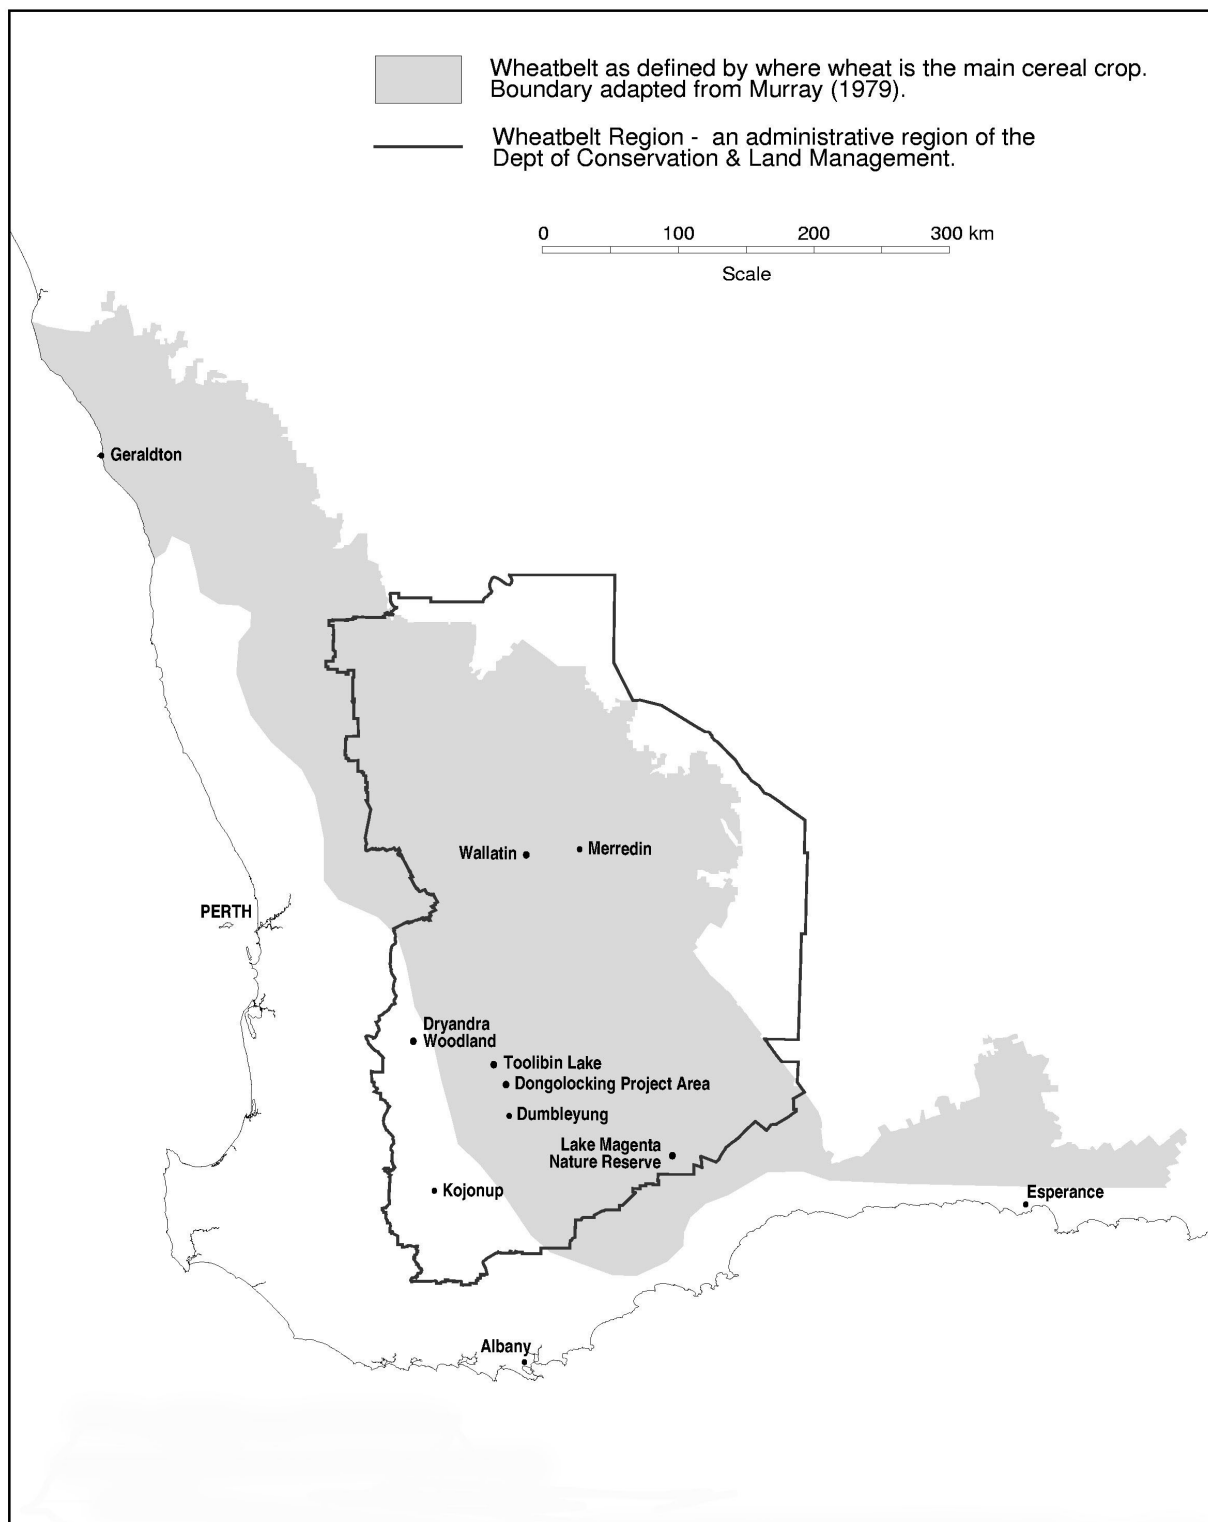 Wheatbelt as defined by where wheat is the main cereal crop.
Boundary adapted from Murray (1979).
Wheatbelt Region - an administrative region of the
Dept of Conservation & Land Management.
0 100 200 300 km
Scale
Geraldton
Wallatin
Merredin
PERTH
Dryandra
Woodland
Toolibin Lake
Dongolocking Project Area
Dumbleyung
Lake Magenta
Nature Reserve
Kojonup
Esperance
Albany